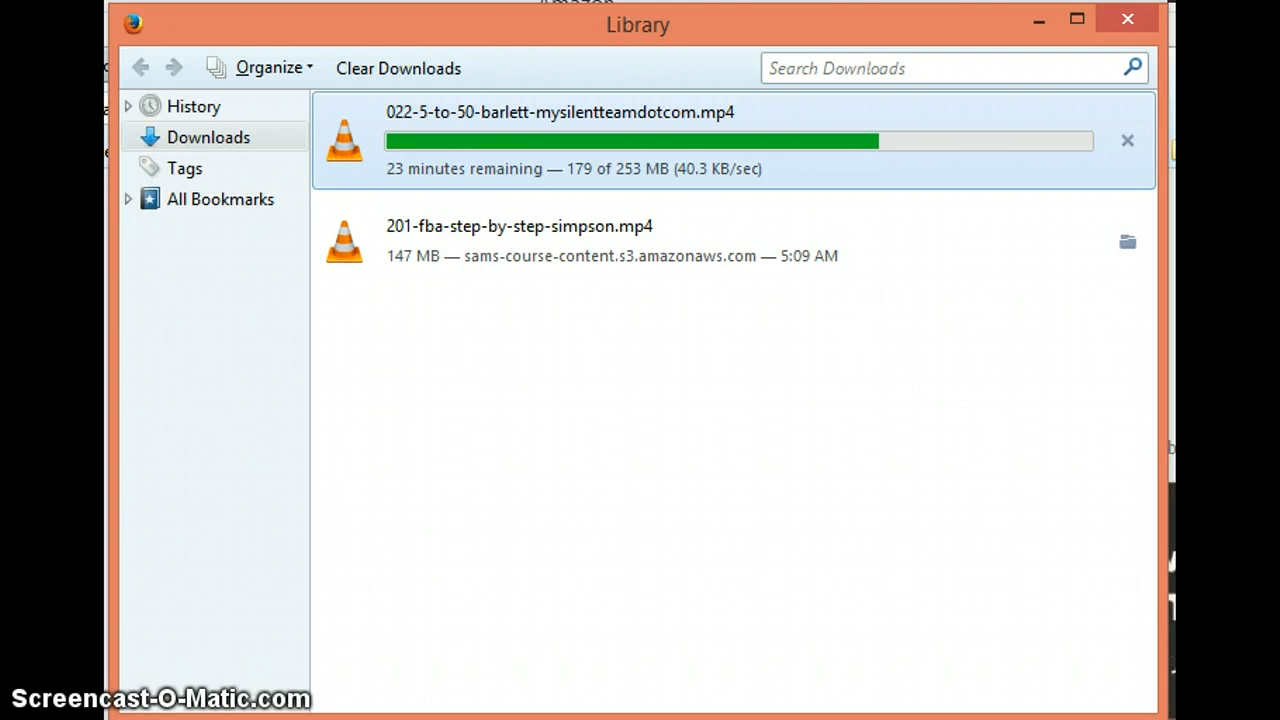 Library
Organize
Clear Downloads
Search Downloads
History
Downloads
Tags
All Bookmarks
022-5-to-50-barlett-mysilentteamdotcom.mp4
23 minutes remaining — 179 of 253 MB (40.3 KB/sec)
201-fba-step-by-step-simpson.mp4
147 MB — sams-course-content.s3.amazonaws.com — 5:09 AM
Screencast-O-Matic.com